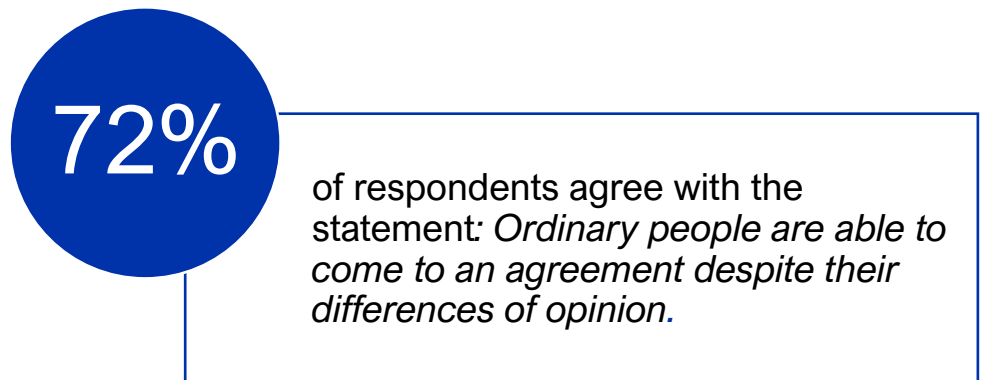 72%
of respondents agree with the
statement: Ordinary people are able to
come to an agreement despite their
differences of opinion.